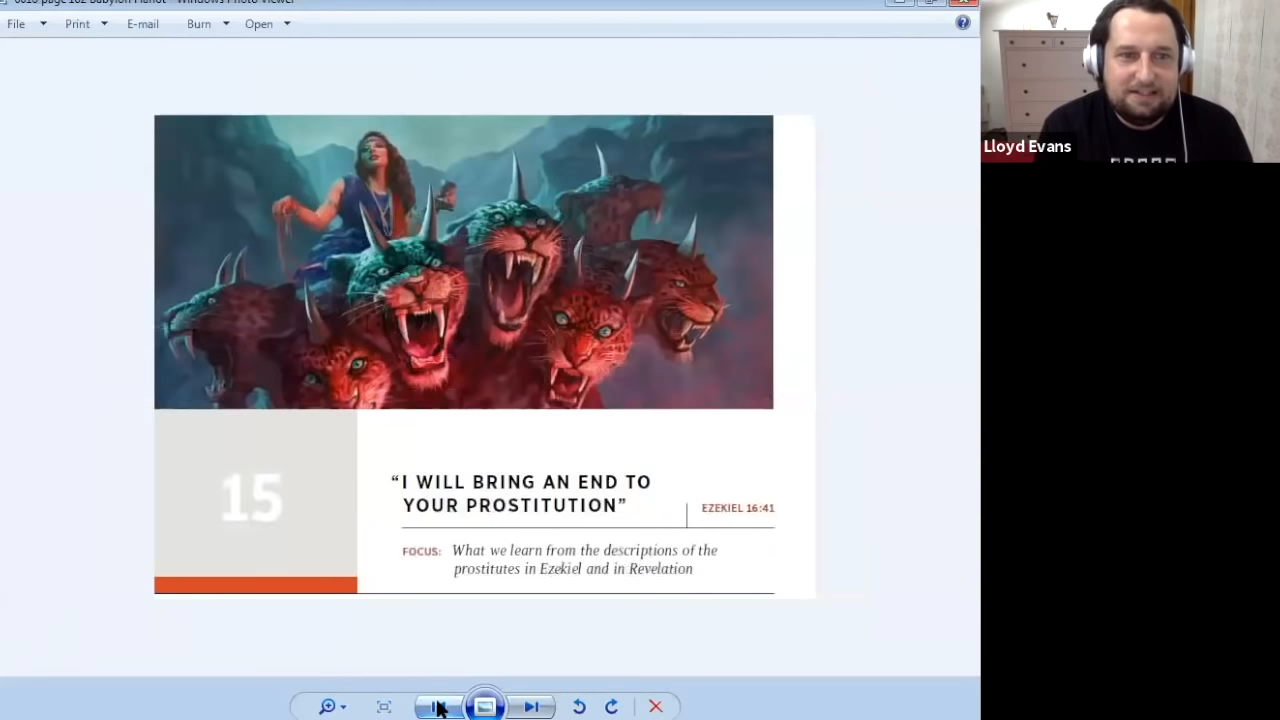 File Print E-mail Burn Open
Lloyd Evans
15
“I WILL BRING AN END TO
YOUR PROSTITUTION”
EZEKIEL 16:41
FOCUS: What we learn from the descriptions of the
prostitutes in Ezekiel and in Revelation